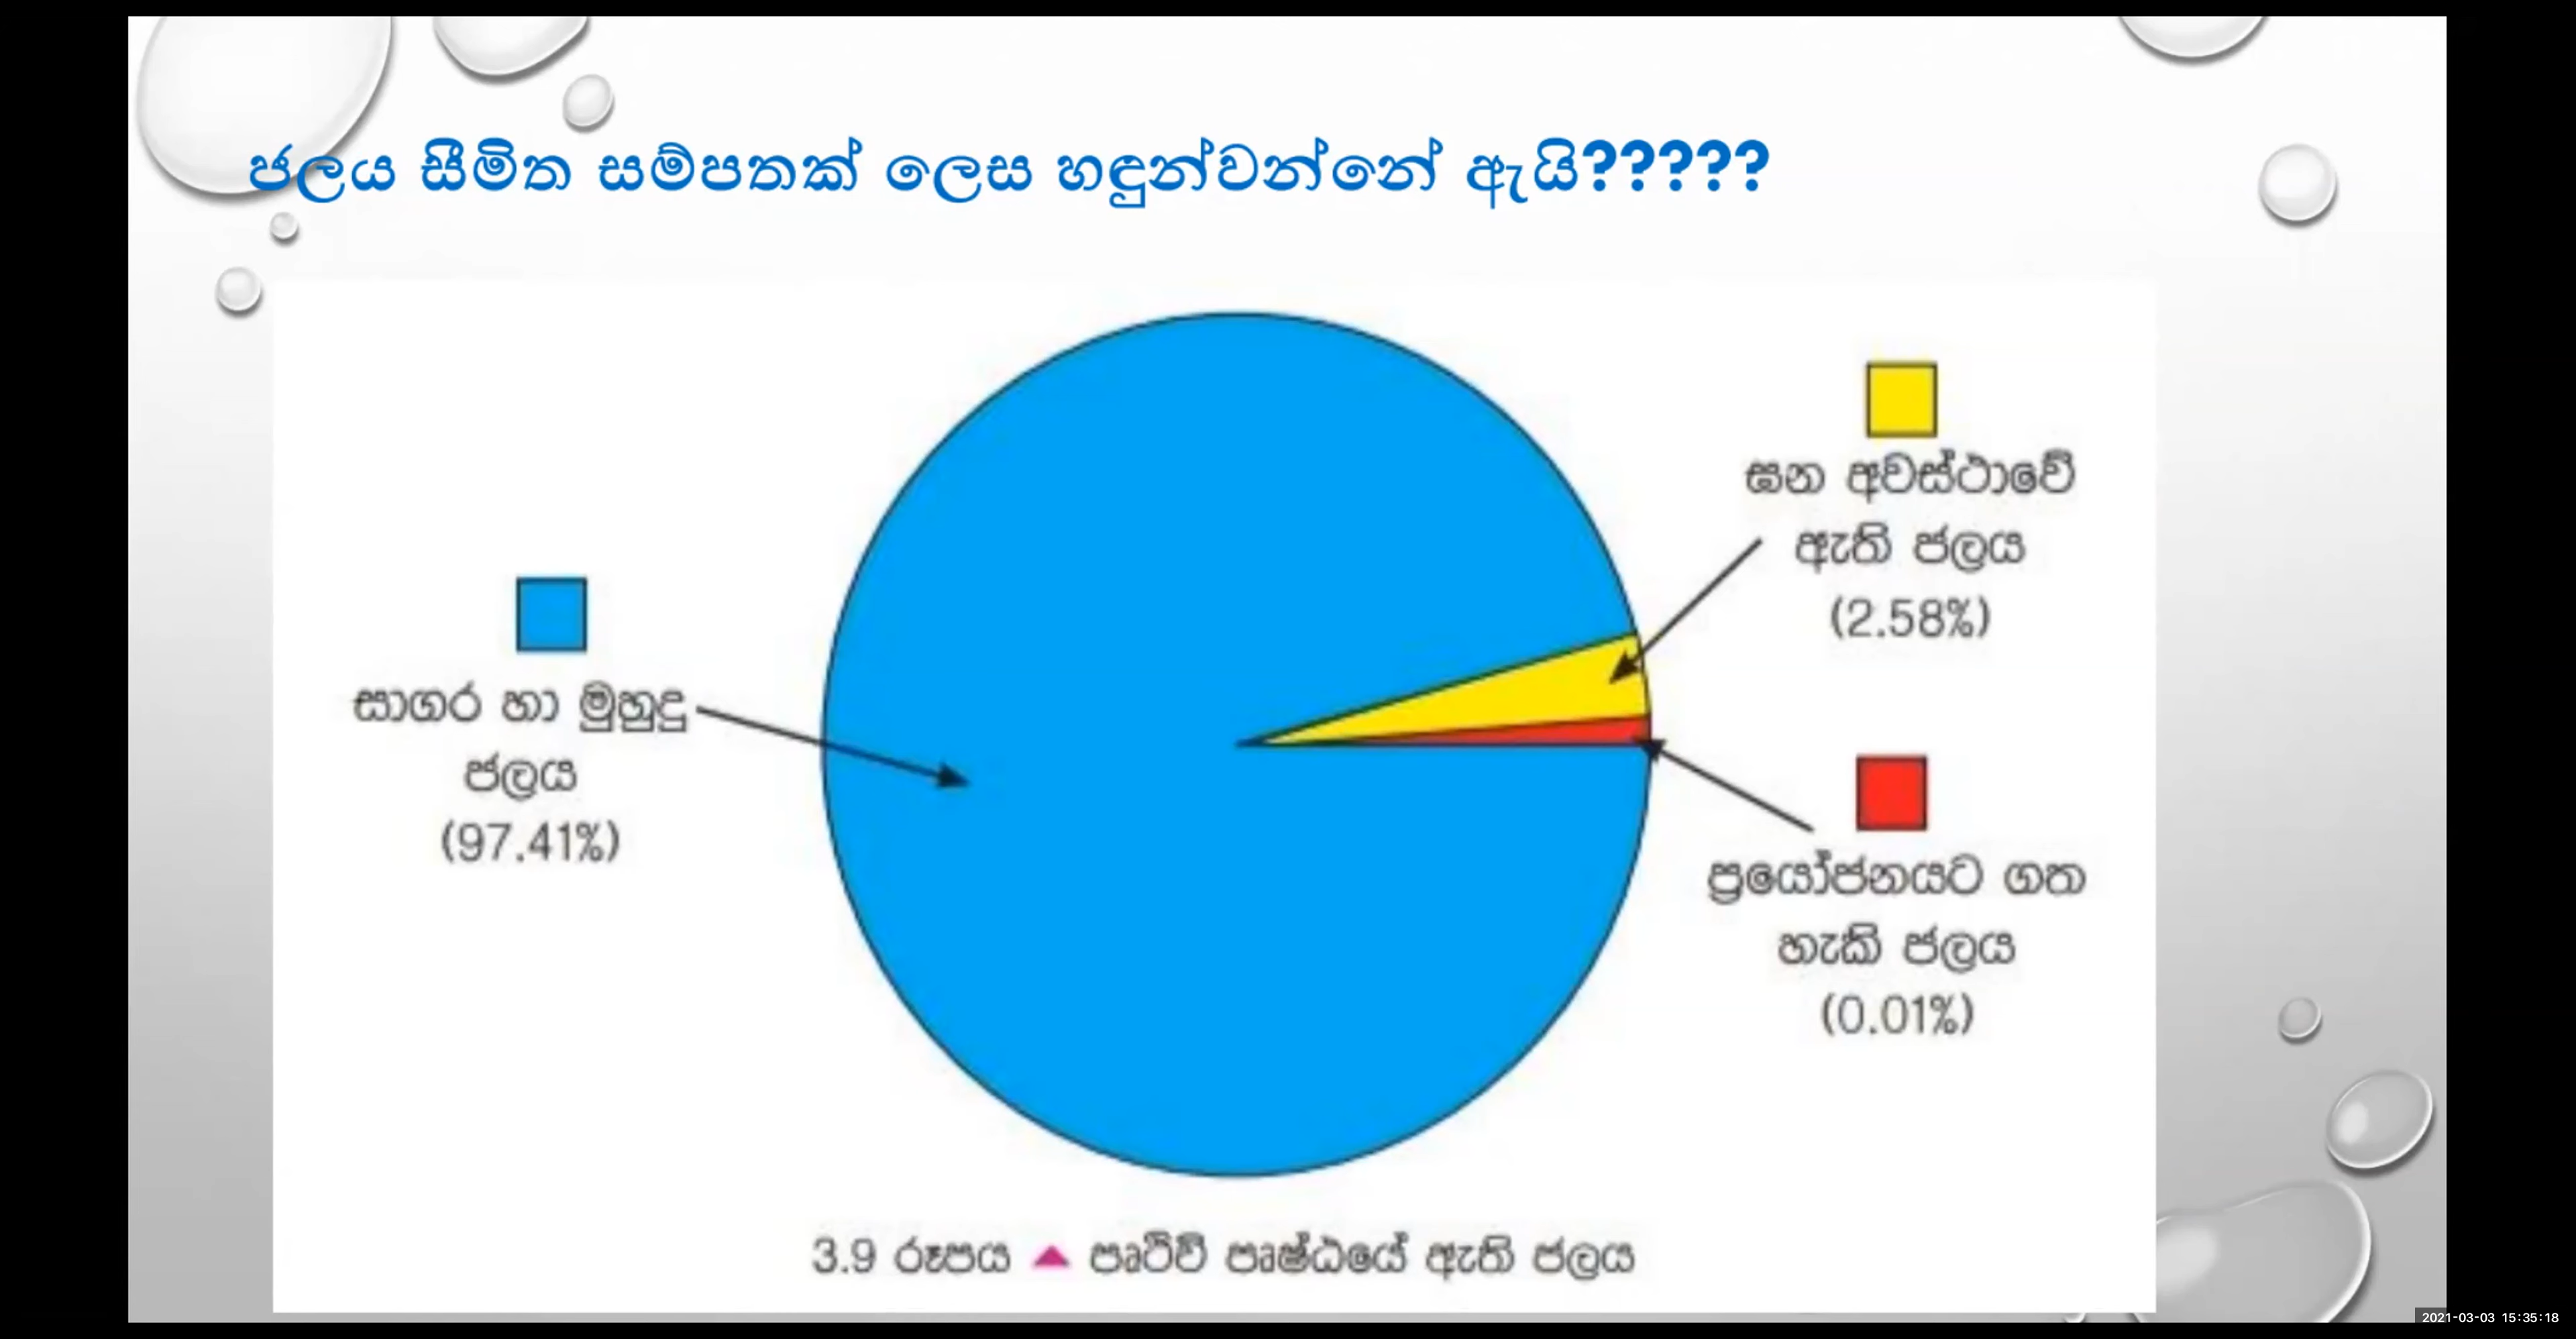 ජලය සීමිත සම්පතක් ලෙස හඳුන්වන්නේ ඇයි?????
ඝන අවස්ථාවේ
ඇති ජලය
(2.58%)
සාගර හා මුහුදු
ජලය
(97.41%)
ප්‍රයෝජනයට ගත
හැකි ජලය
(0.01%)
3.9 රූපය ▲ පෘථිවි පෘෂ්ඨයේ ඇති ජලය
2021-03-03 15:35:18